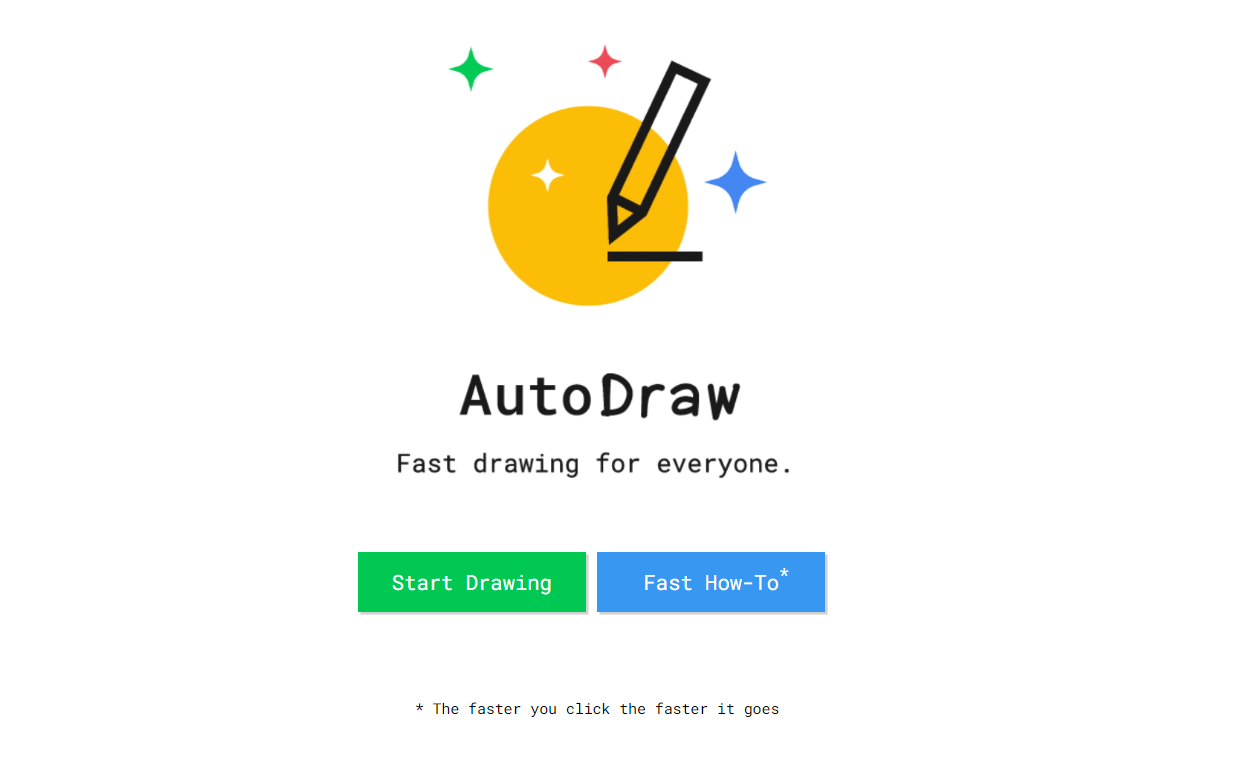 AutoDraw
Fast drawing for everyone.
Start Drawing
Fast How-To*
* The faster you click the faster it goes